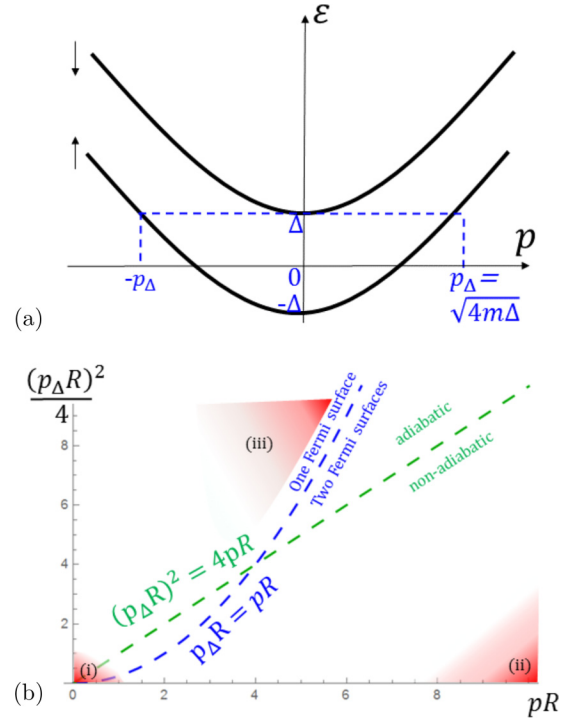 ε
Δ
p
-p_Δ
0
p_Δ =
√4mΔ
-Δ
(a)
(p_ΔR)²
4
8
6
4
2
0
2
4
6
8
10
pR
(iii)
One Fermi surface
Two Fermi surfaces
adiabatic
non-adiabatic
(p_ΔR)² = 4pR
p_ΔR = pR
(i)
(ii)
(b)